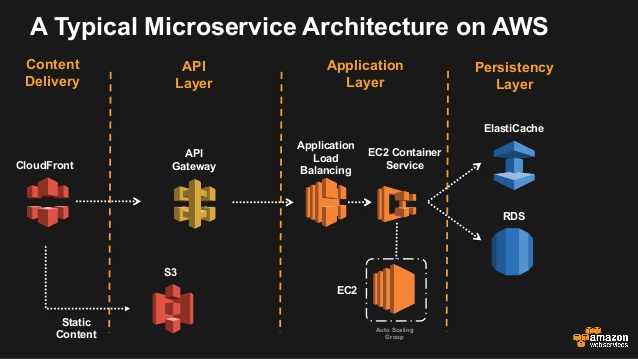 A Typical Microservice Architecture on AWS
Content
Delivery
API
Layer
Application
Layer
Persistency
Layer
CloudFront
API
Gateway
Application
Load
Balancing
EC2 Container
Service
ElastiCache
RDS
S3
EC2
Static
Content
Auto Scaling
Group
amazon
webservices